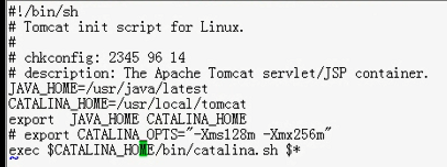 #!/bin/sh
# Tomcat init script for Linux.
#
# chkconfig: 2345 96 14
# description: The Apache Tomcat servlet/JSP container.
JAVA_HOME=/usr/java/latest
CATALINA_HOME=/usr/local/tomcat
export  JAVA_HOME CATALINA_HOME
# export CATALINA_OPTS="-Xms128m -Xmx256m"
exec $CATALINA_HOME/bin/catalina.sh $*
~